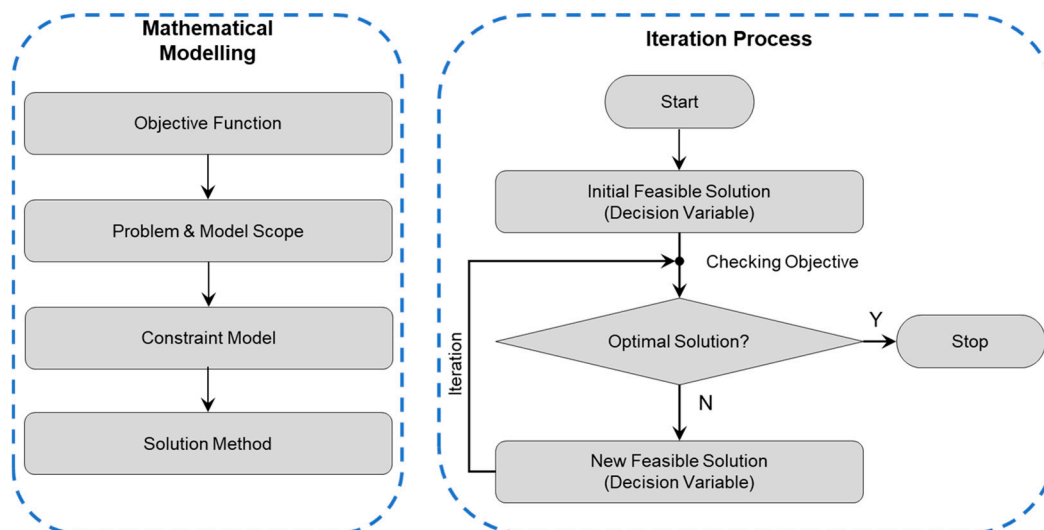 Mathematical
Modelling
Objective Function
Problem & Model Scope
Constraint Model
Solution Method
Iteration Process
Start
Initial Feasible Solution
(Decision Variable)
Checking Objective
Optimal Solution?
Y
Stop
N
Iteration
New Feasible Solution
(Decision Variable)